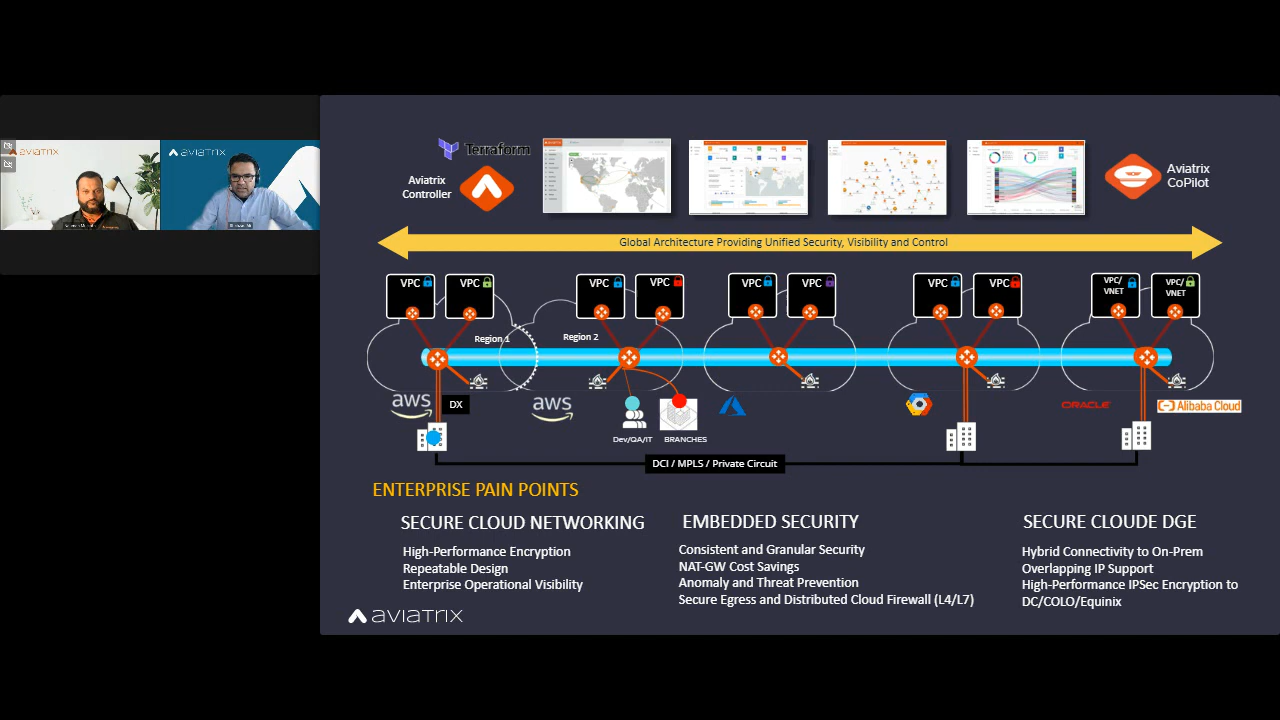 AVIATRIX
AVIATRIX
Terraform
Aviatrix
Controller
Aviatrix
CoPilot
Global Architecture Providing Unified Security, Visibility and Control
VPC
VPC
VPC
VPC
VPC
VPC
VPC
VPC
VPC/
VNET
VPC/
VNET
Region 1
Region 2
aws
DX
aws
ORACLE
Alibaba Cloud
Dev/QA/IT
BRANCHES
DCI / MPLS / Private Circuit
ENTERPRISE PAIN POINTS
SECURE CLOUD NETWORKING
High-Performance Encryption
Repeatable Design
Enterprise Operational Visibility
EMBEDDED SECURITY
Consistent and Granular Security
NAT-GW Cost Savings
Anomaly and Threat Prevention
Secure Egress and Distributed Cloud Firewall (L4/L7)
SECURE CLOUDE DGE
Hybrid Connectivity to On-Prem
Overlapping IP Support
High-Performance IPSec Encryption to
DC/COLO/Equinix
AVIATRIX